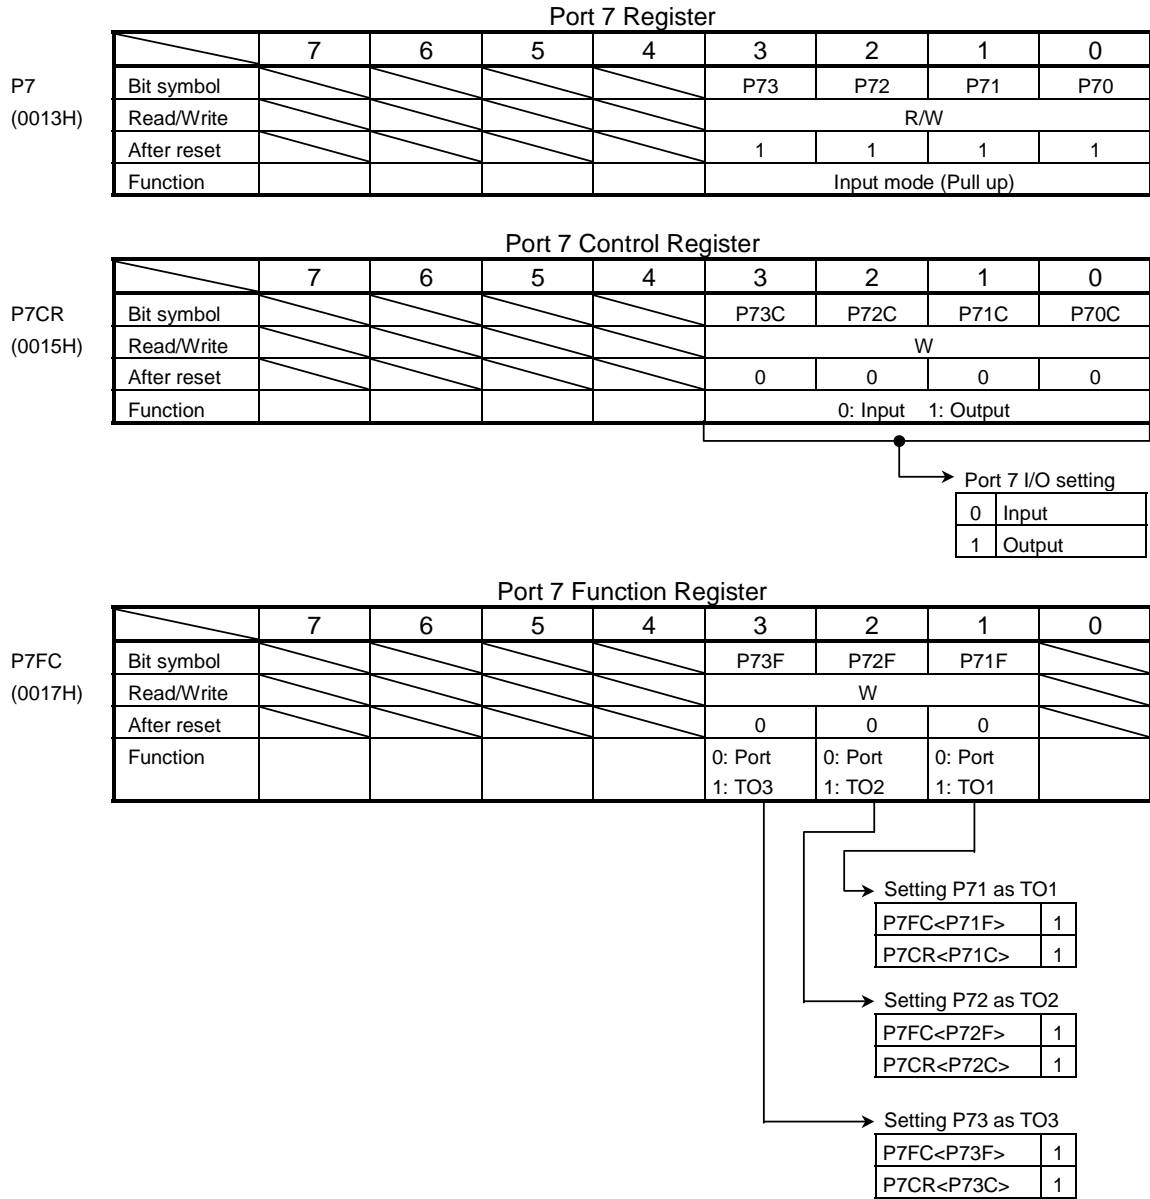 Port 7 Register
7 6 5 4 3 2 1 0
P7 Bit symbol P73 P72 P71 P70
(0013H) Read/Write R/W
After reset 1 1 1 1
Function Input mode (Pull up)
Port 7 Control Register
7 6 5 4 3 2 1 0
P7CR Bit symbol P73C P72C P71C P70C
(0015H) Read/Write W
After reset 0 0 0 0
Function 0: Input 1: Output
Port 7 I/O setting
0 Input
1 Output
Port 7 Function Register
7 6 5 4 3 2 1 0
P7FC Bit symbol P73F P72F P71F
(0017H) Read/Write W
After reset 0 0 0
Function 0: Port 0: Port 0: Port
1: TO3 1: TO2 1: TO1
Setting P71 as TO1
P7FC<P71F> 1
P7CR<P71C> 1
Setting P72 as TO2
P7FC<P72F> 1
P7CR<P72C> 1
Setting P73 as TO3
P7FC<P73F> 1
P7CR<P73C> 1